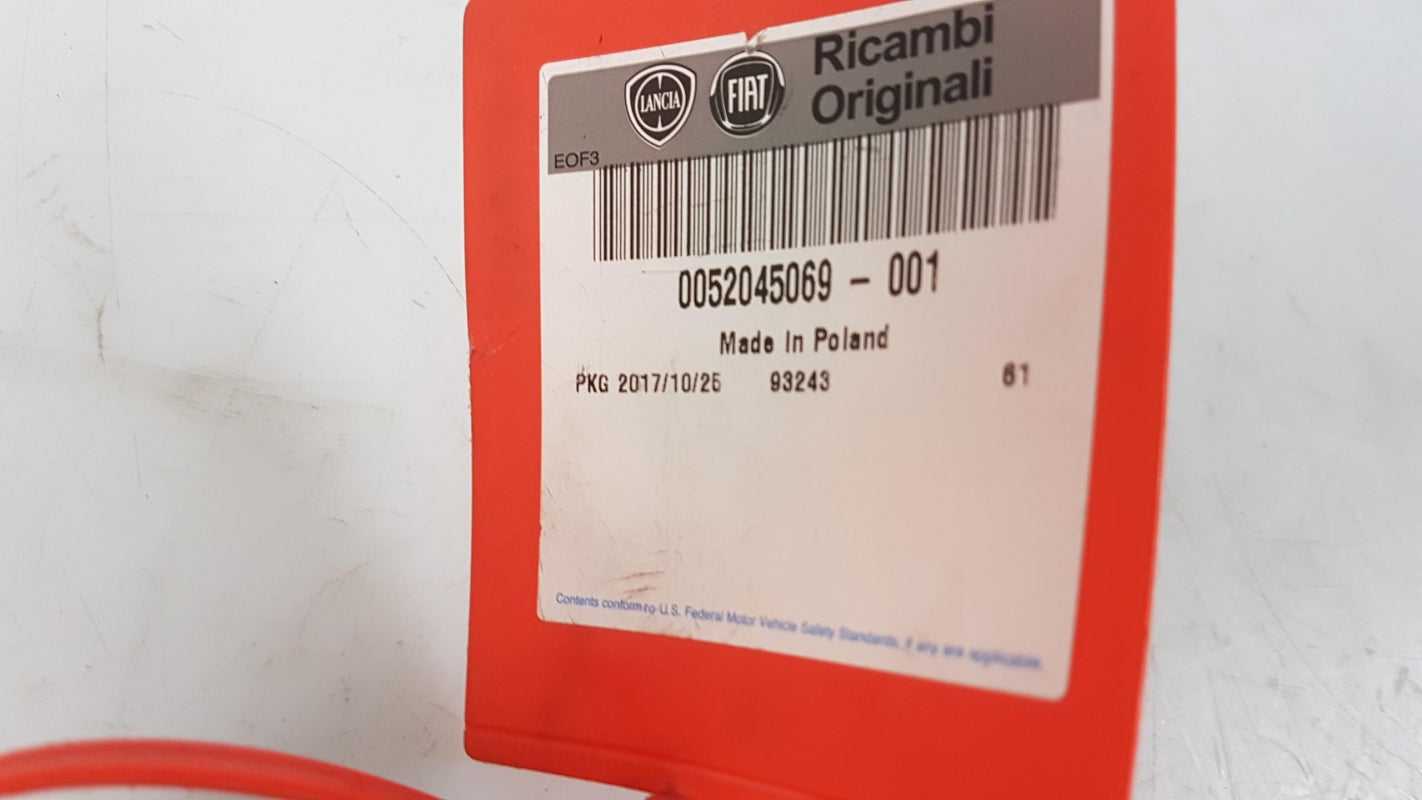 LANCIA FIAT Ricambi
Originali
EOF3
0052045069 - 001
Made In Poland
PKG 2017/10/25 93243 61
Contents conform to U.S. Federal Motor Vehicle Safety Standards, if any are applicable.